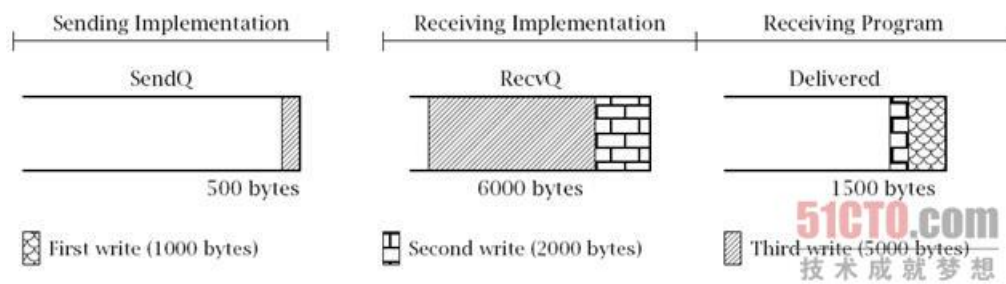 Sending Implementation Receiving Implementation Receiving Program
SendQ RecvQ Delivered
500 bytes 6000 bytes 1500 bytes
First write (1000 bytes) Second write (2000 bytes) Third write (5000 bytes)
51CTO.com
技术成就梦想